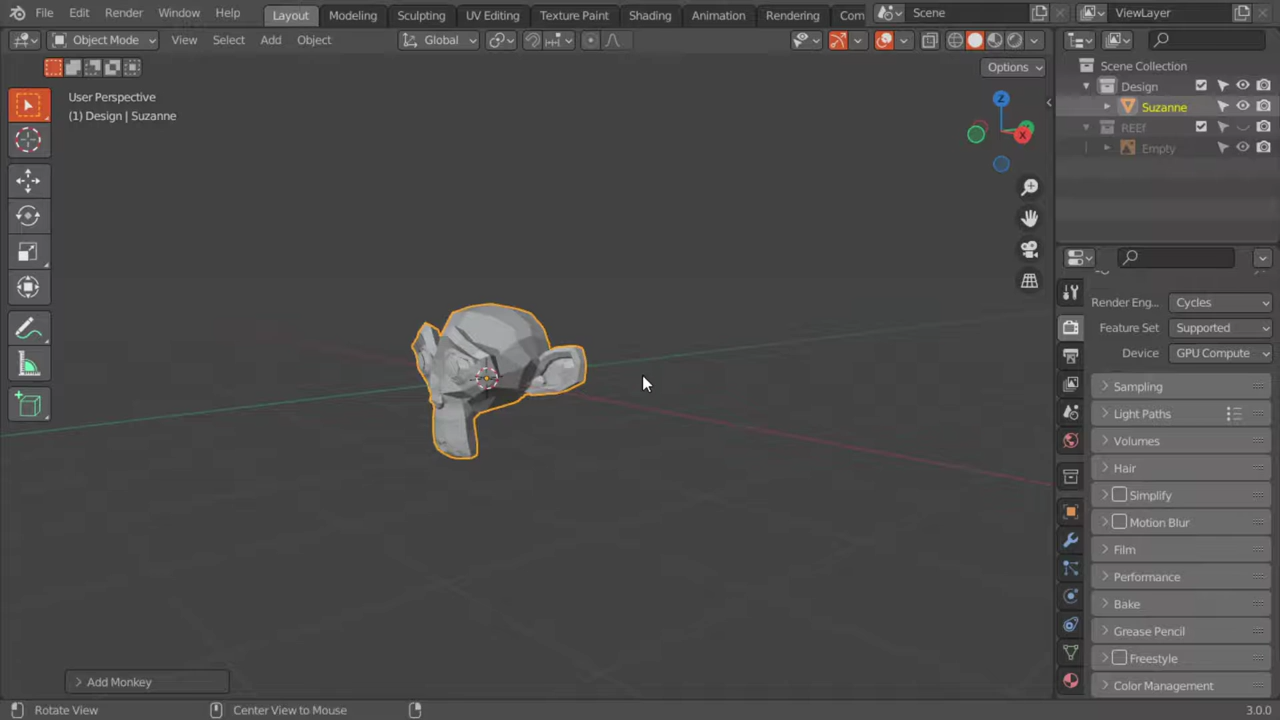 File Edit Render Window Help Layout Modeling Sculpting UV Editing Texture Paint Shading Animation Rendering Com Scene ViewLayer
Object Mode View Select Add Object Global
Options
User Perspective
(1) Design | Suzanne
Z
X
Scene Collection
Design
Suzanne
REEf
Empty
Render Eng... Cycles
Feature Set Supported
Device GPU Compute
Sampling
Light Paths
Volumes
Hair
Simplify
Motion Blur
Film
Performance
Bake
Grease Pencil
Freestyle
Color Management
Add Monkey
Rotate View Center View to Mouse 3.0.0